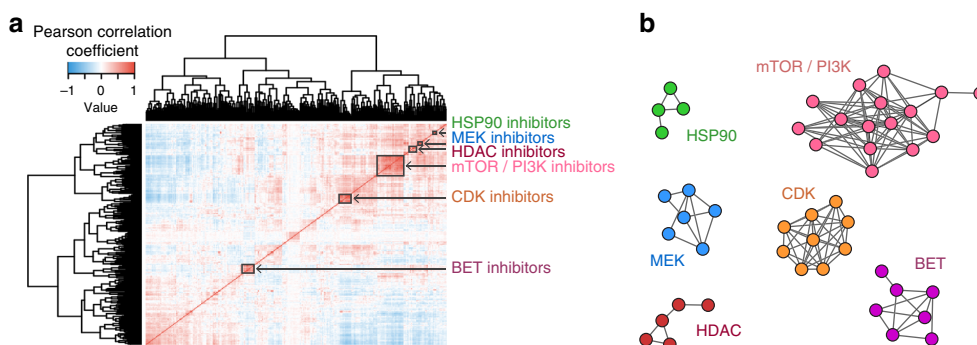 a
Pearson correlation
coefficient
−1 0 1
Value
HSP90 inhibitors
MEK inhibitors
HDAC inhibitors
mTOR / PI3K inhibitors
CDK inhibitors
BET inhibitors
b
mTOR / PI3K
HSP90
CDK
MEK
BET
HDAC